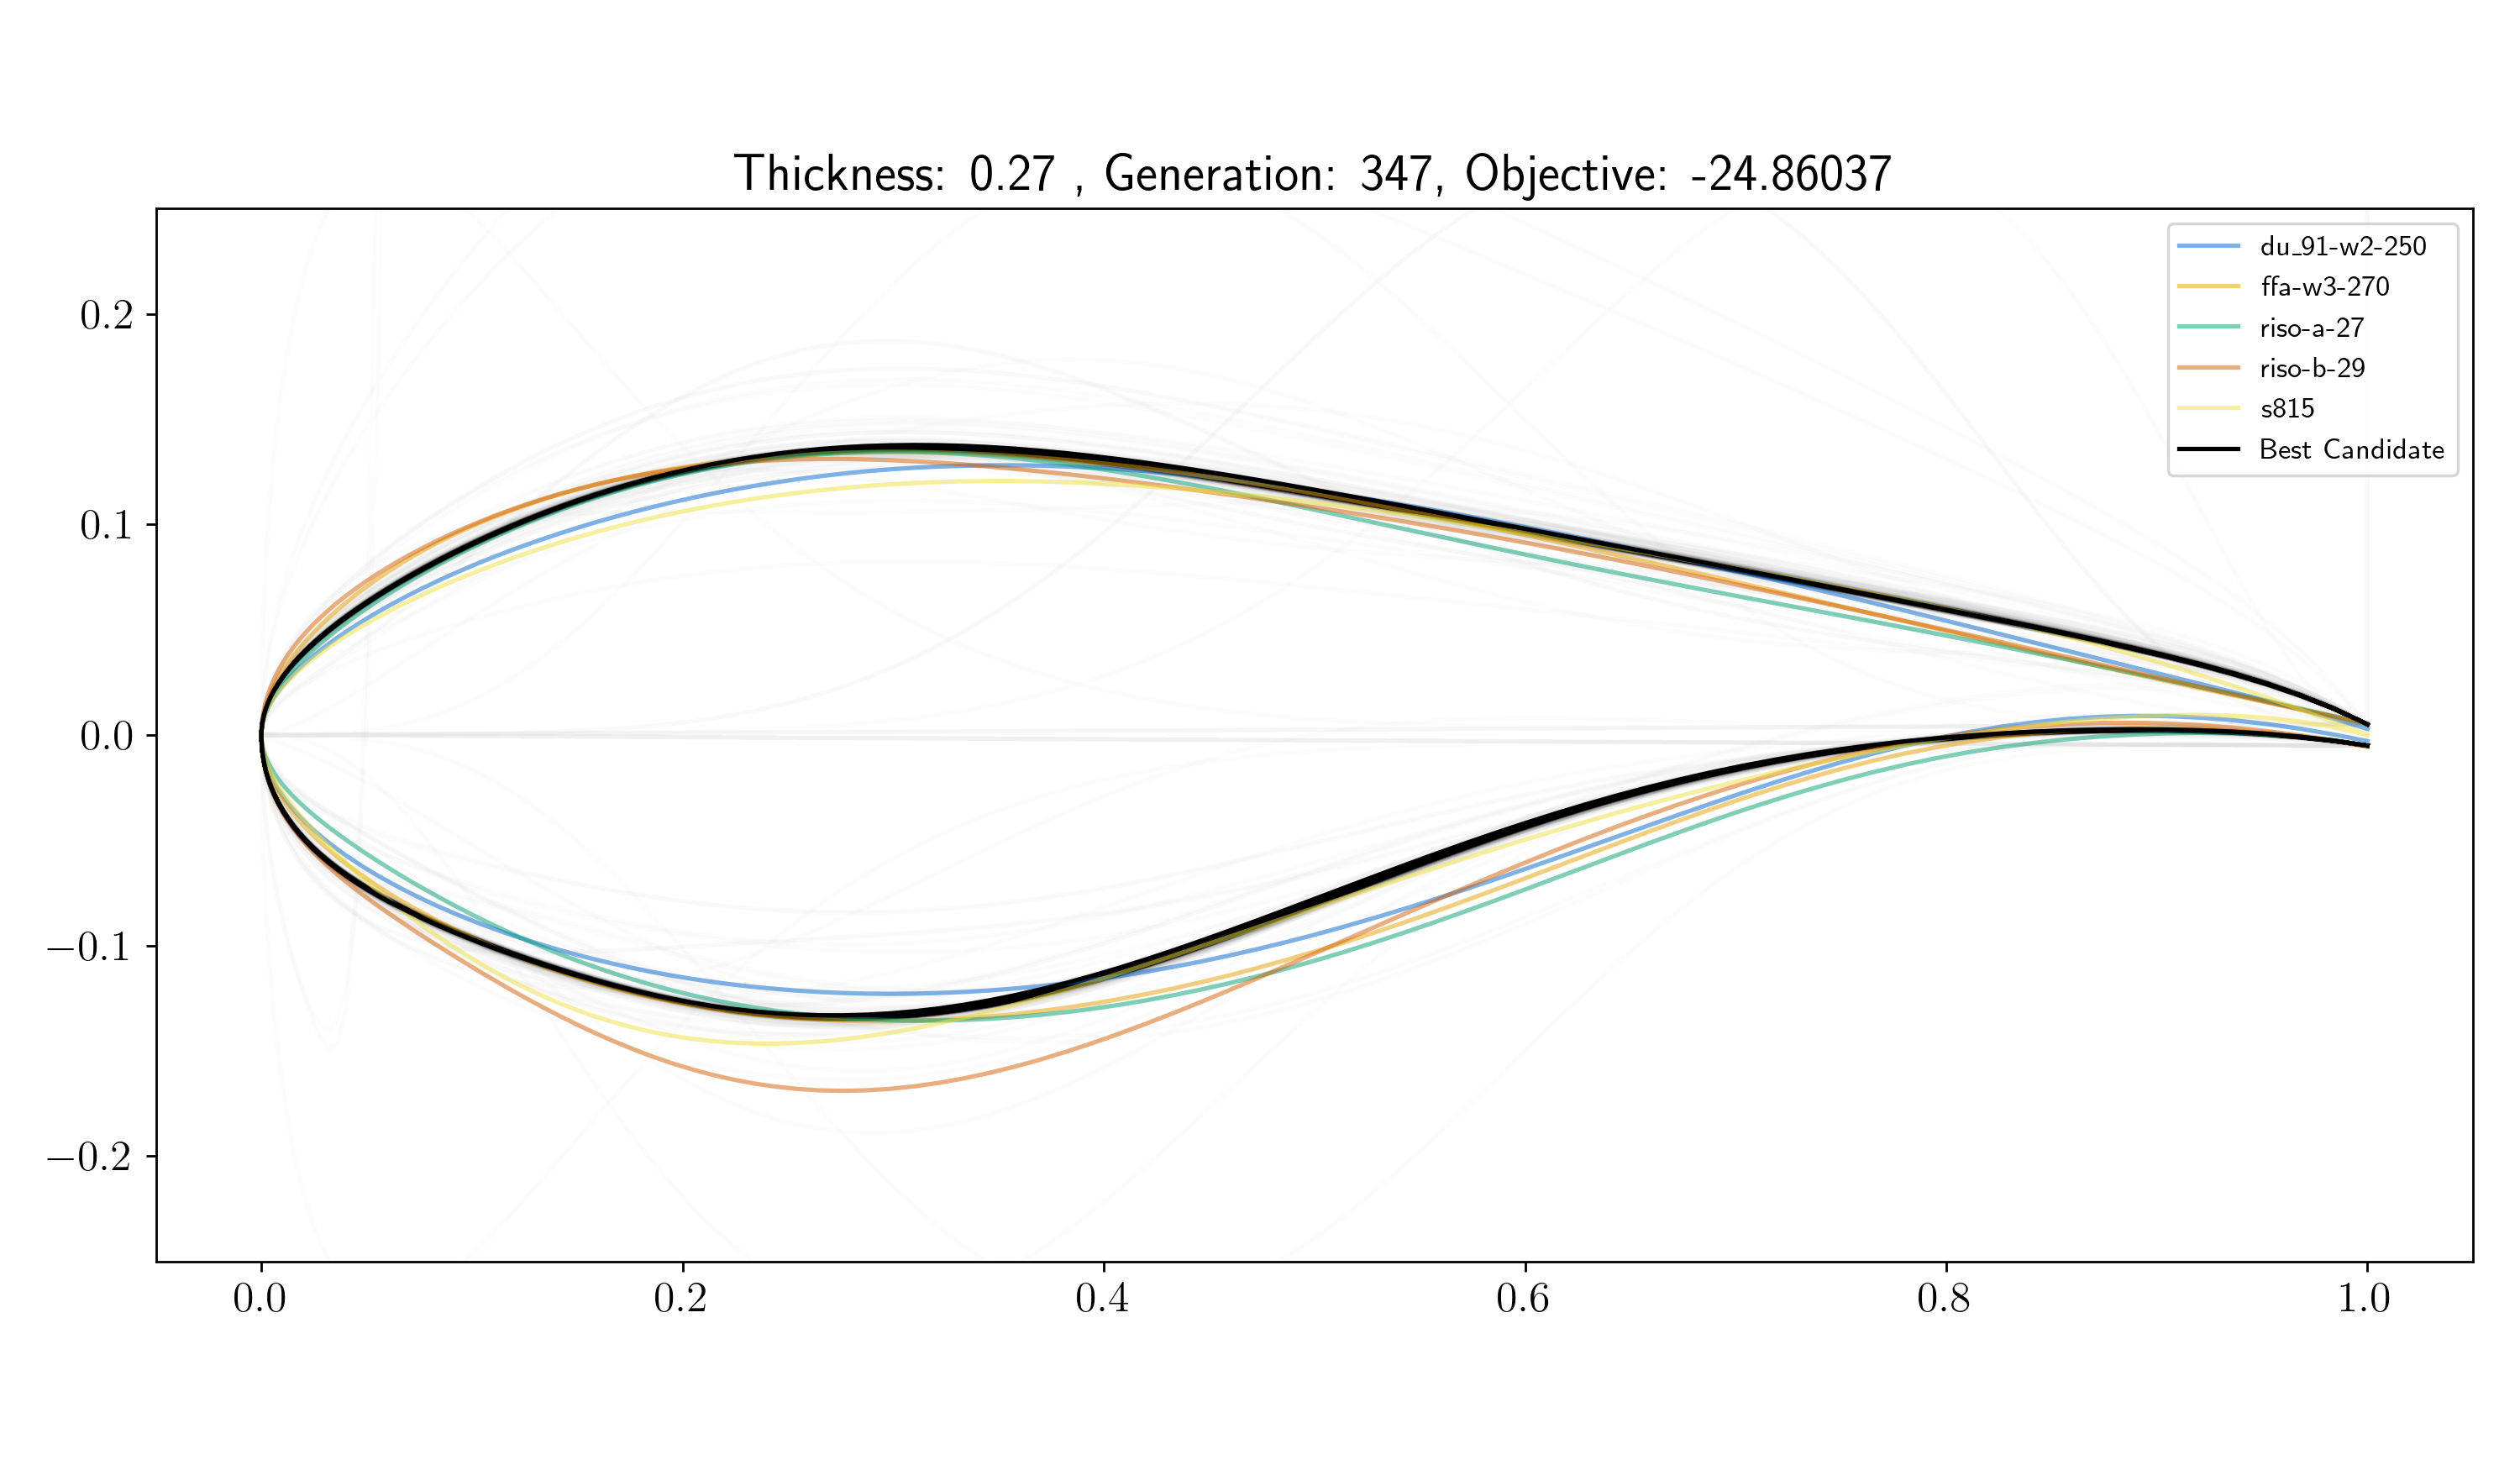 Thickness: 0.27 , Generation: 347, Objective: -24.86037
du_91-w2-250
ffa-w3-270
riso-a-27
riso-b-29
s815
Best Candidate
0.2
0.1
0.0
−0.1
−0.2
0.0 0.2 0.4 0.6 0.8 1.0